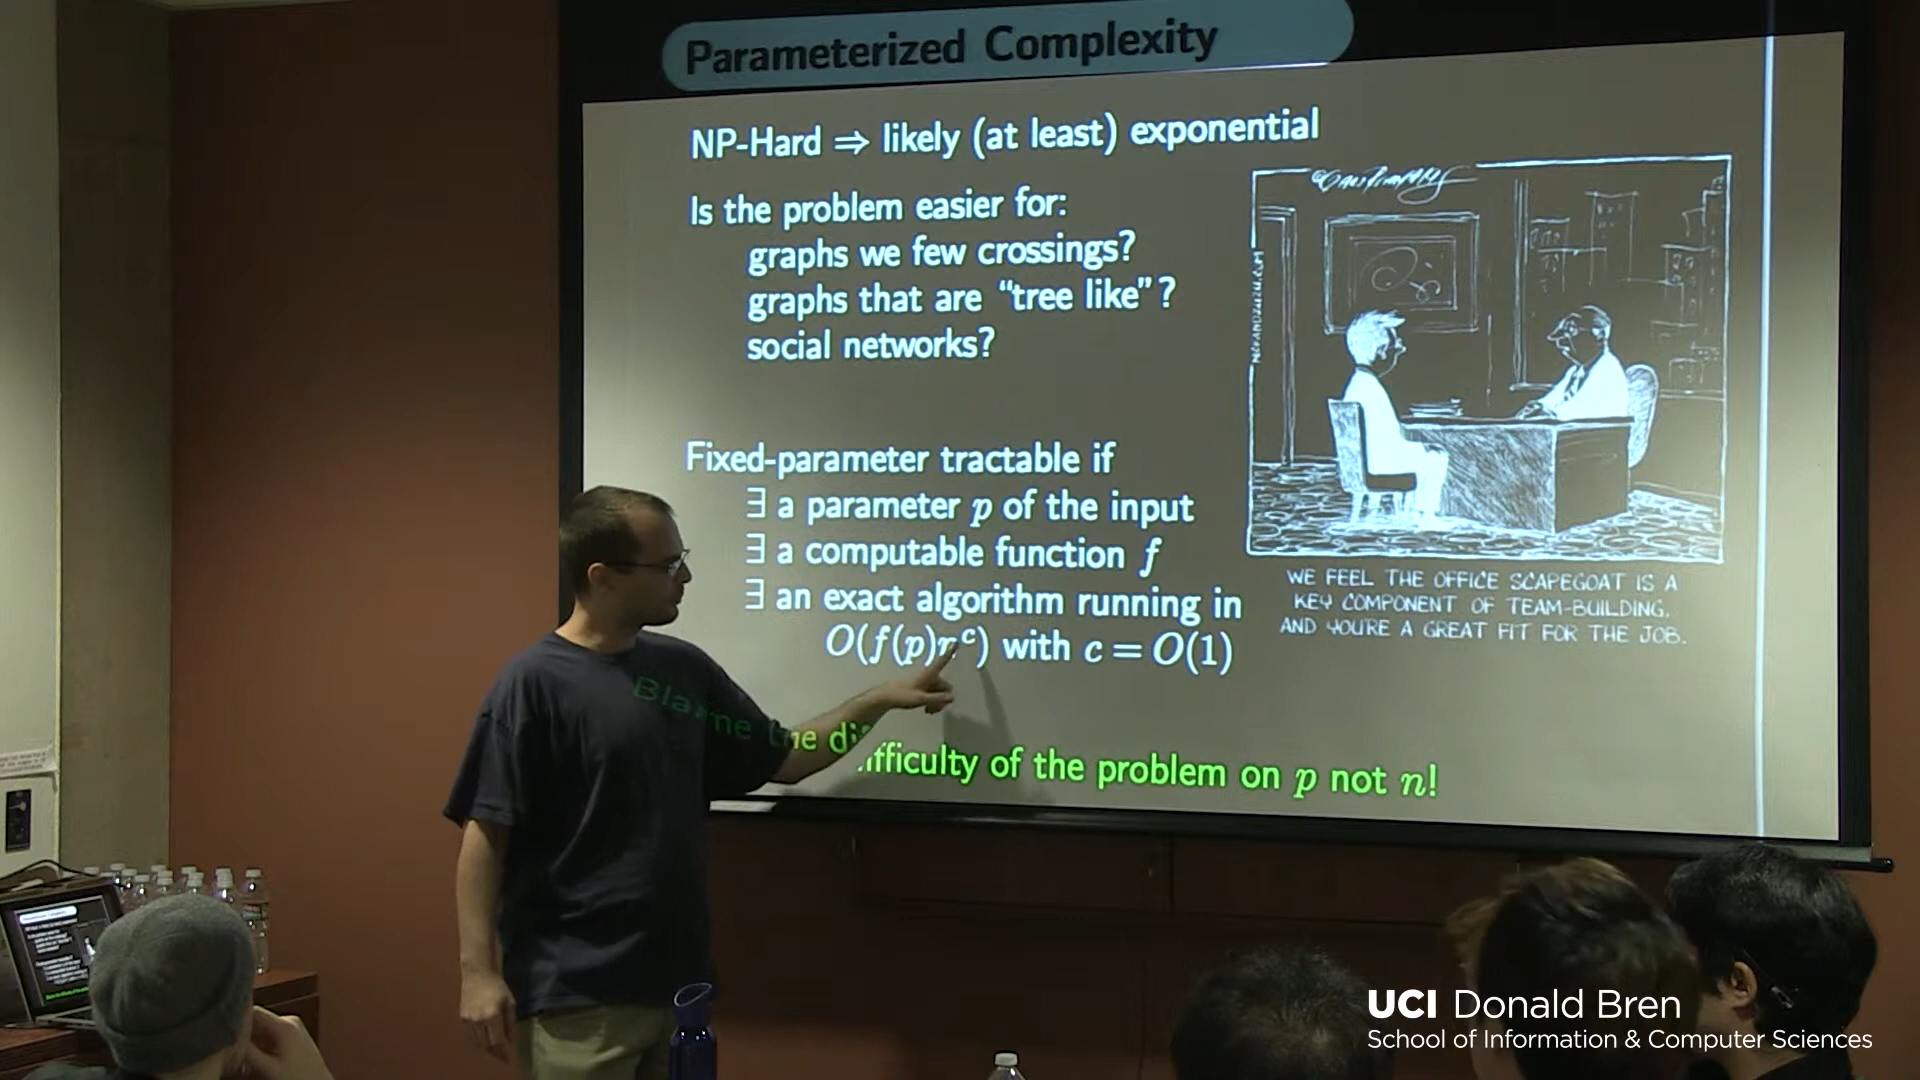 Parameterized Complexity
NP-Hard ⇒ likely (at least) exponential
Is the problem easier for:
graphs we few crossings?
graphs that are “tree like”?
social networks?
Fixed-parameter tractable if
∃ a parameter p of the input
∃ a computable function f
∃ an exact algorithm running in
O(f(p)n^c) with c = O(1)
Blame the difficulty of the problem on p not n!
WE FEEL THE OFFICE SCAPEGOAT IS A
KEY COMPONENT OF TEAM-BUILDING.
AND YOU'RE A GREAT FIT FOR THE JOB.
UCI Donald Bren
School of Information & Computer Sciences